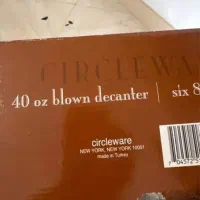 CIRCLEWA
40 oz blown decanter | six 8
circleware
NEW YORK, NEW YORK 10001
made in Turkey